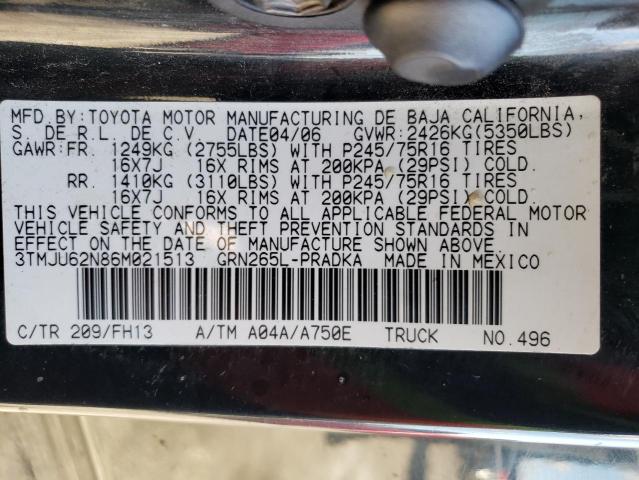 MFD.BY:TOYOTA MOTOR MANUFACTURING DE BAJA CALIFORNIA,
S. DE R.L. DE C.V. DATE04/06 GVWR:2426KG(5350LBS)
GAWR:FR. 1249KG (2755LBS) WITH P245/75R16 TIRES
16X7J 16X RIMS AT 200KPA (29PSI) COLD.
RR. 1410KG (3110LBS) WITH P245/75R16 TIRES
16X7J 16X RIMS AT 200KPA (29PSI) COLD.
THIS VEHICLE CONFORMS TO ALL APPLICABLE FEDERAL MOTOR
VEHICLE SAFETY AND THEFT PREVENTION STANDARDS IN
EFFECT ON THE DATE OF MANUFACTURE SHOWN ABOVE.
3TMJU62N86M021513 GRN265L-PRADKA MADE IN MEXICO
C/TR 209/FH13 A/TM A04A/A750E TRUCK NO.496